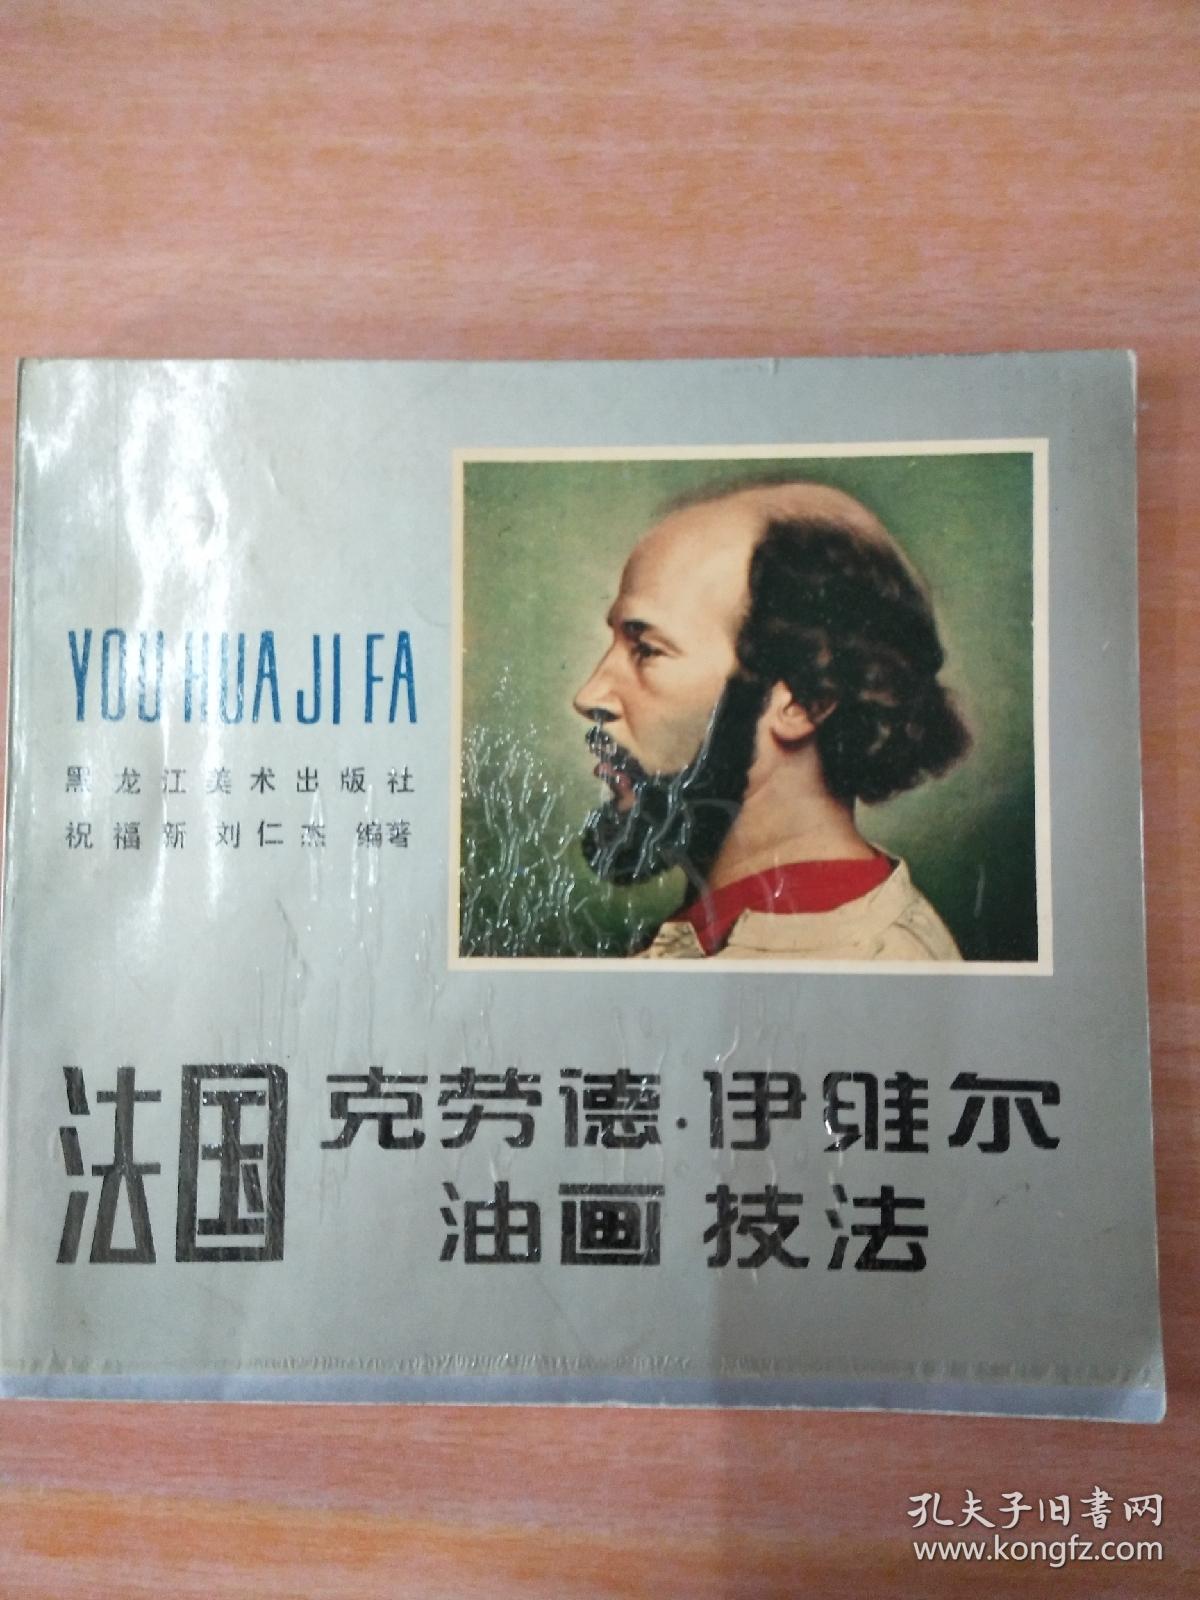 YOU HUA JI FA
黑龙江美术出版社
祝福新 刘仁杰 编著
法国 克劳德·伊维尔
油画技法
孔夫子旧书网
www.kongfz.com